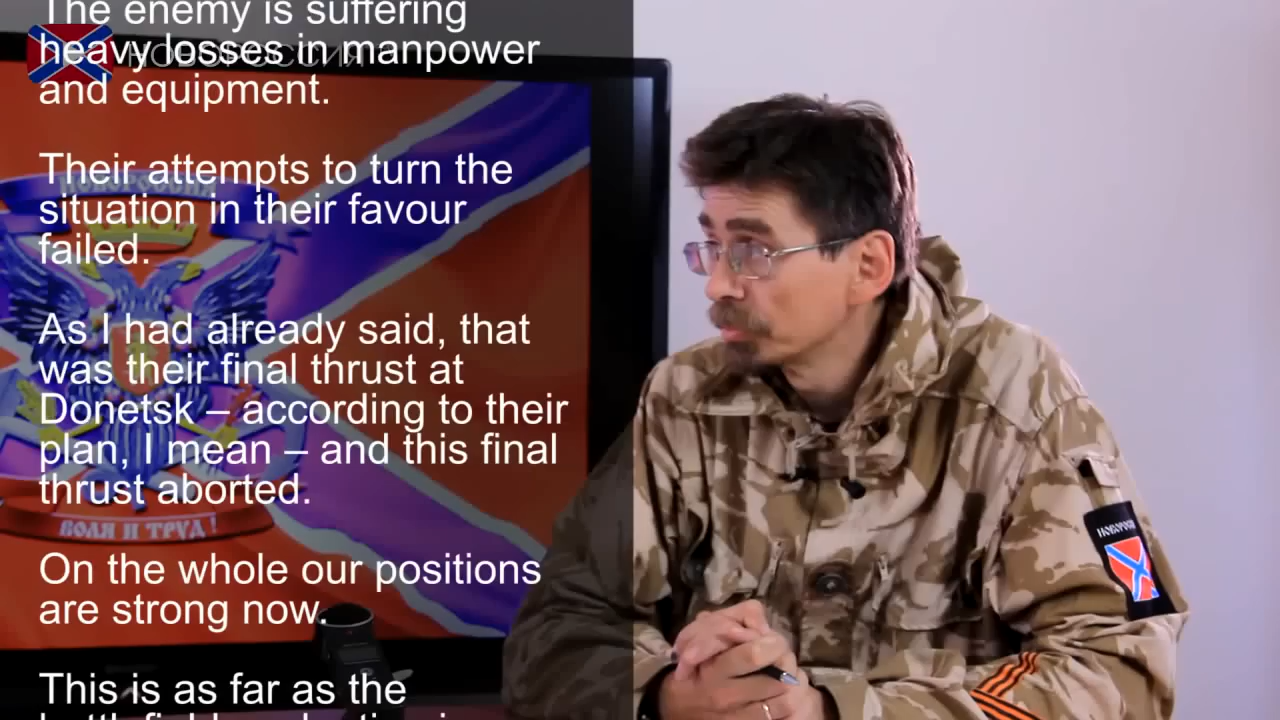 The enemy is suffering
heavy losses in manpower
and equipment.
НОВОРОССИЯ
Their attempts to turn the
situation in their favour
failed.
As I had already said, that
was their final thrust at
Donetsk – according to their
plan, I mean – and this final
thrust aborted.
On the whole our positions
are strong now.
This is as far as the
ВОЛЯ И ТРУД!
НОВОРОССИЯ